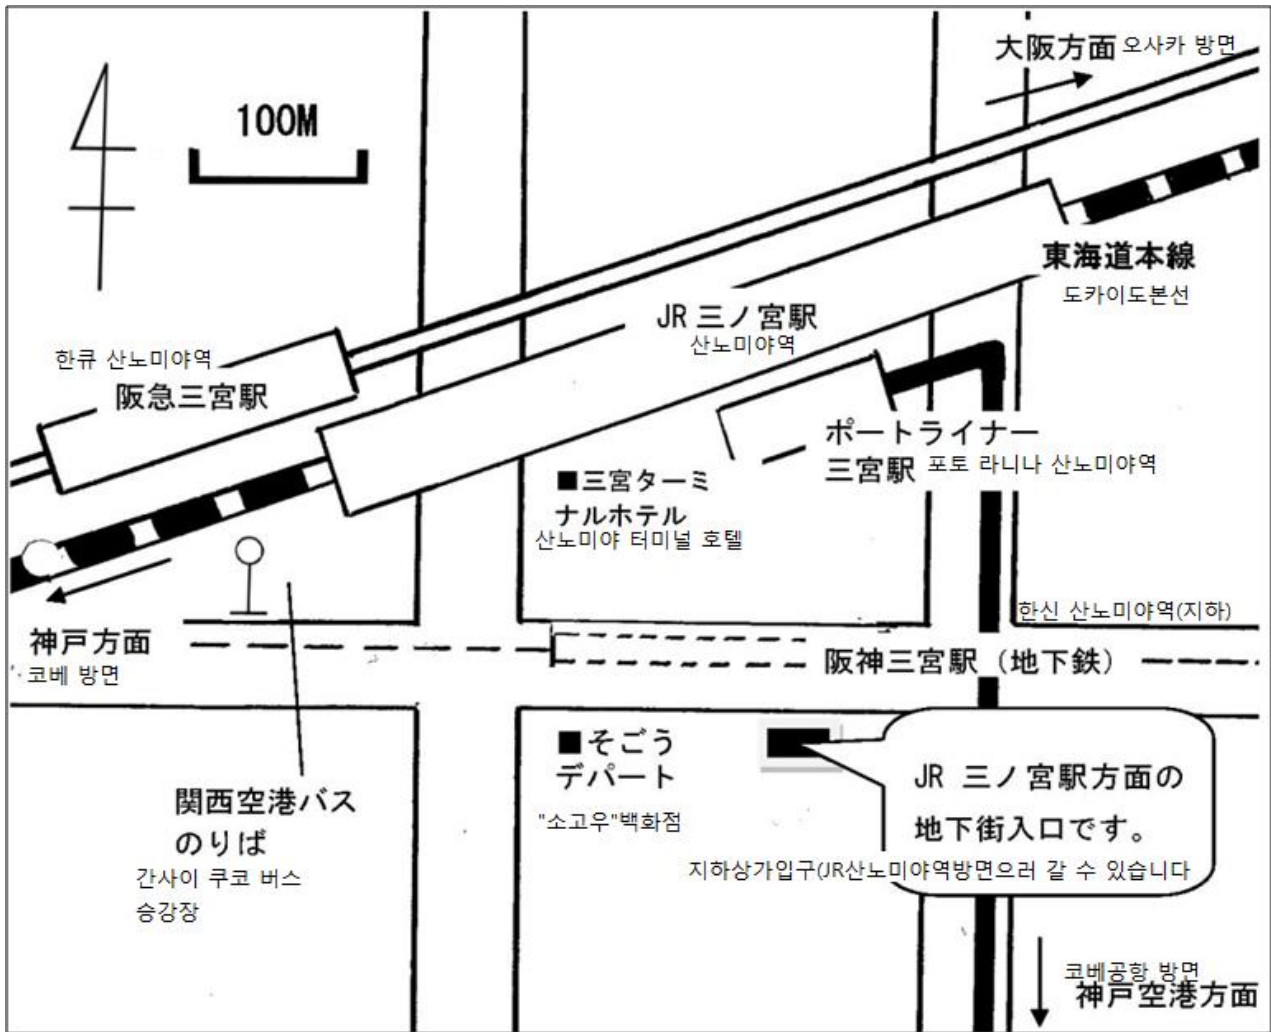 大阪方面 오사카 방면
100M
東海道本線
도카이도본선
JR 三ノ宮駅
산노미야역
한큐 산노미야역
阪急三宮駅
ポートライナー
三宮駅 포토 라니나 산노미야역
■三宮ターミ
ナルホテル
산노미야 터미널 호텔
한신 산노미야역(지하)
神戸方面
코베 방면
阪神三宮駅（地下鉄）
■そごう
デパート
"소고우"백화점
JR 三ノ宮駅方面の
地下街入口です。
지하상가입구(JR산노미야역방면으러 갈 수 있습니다
関西空港バス
のりば
간사이 쿠코 버스
승강장
코베공항 방면
神戸空港方面